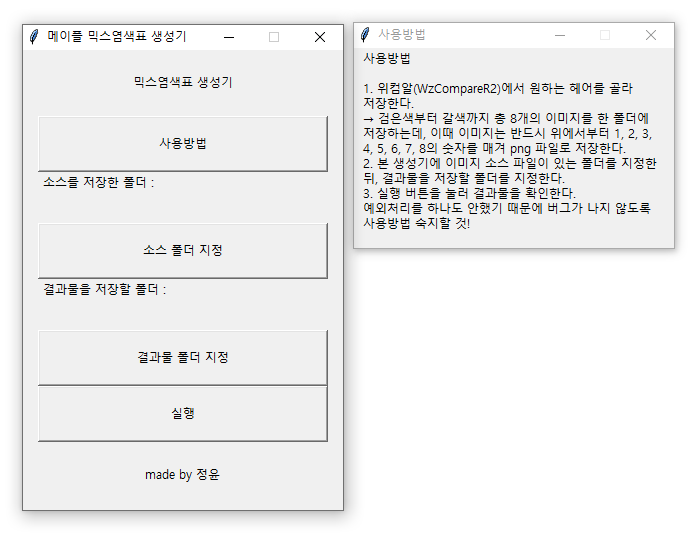 메이플 믹스염색표 생성기
믹스염색표 생성기
사용방법
소스를 저장한 폴더 :
소스 폴더 지정
결과물을 저장할 폴더 :
결과물 폴더 지정
실행
made by 정윤
사용방법
사용방법
1. 위컴알(WzCompareR2)에서 원하는 헤어를 골라
저장한다.
→ 검은색부터 갈색까지 총 8개의 이미지를 한 폴더에
저장하는데, 이때 이미지는 반드시 위에서부터 1, 2, 3,
4, 5, 6, 7, 8의 숫자를 매겨 png 파일로 저장한다.
2. 본 생성기에 이미지 소스 파일이 있는 폴더를 지정한
뒤, 결과물을 저장할 폴더를 지정한다.
3. 실행 버튼을 눌러 결과물을 확인한다.
예외처리를 하나도 안했기 때문에 버그가 나지 않도록
사용방법 숙지할 것!